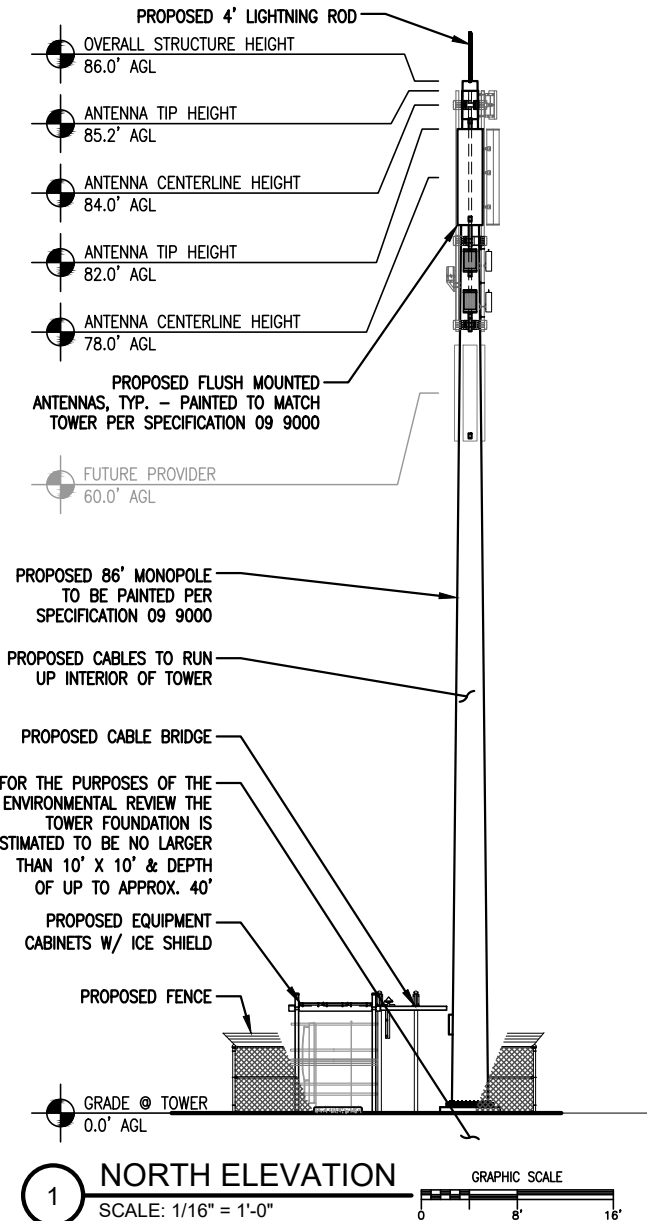 PROPOSED 4' LIGHTNING ROD
OVERALL STRUCTURE HEIGHT
86.0' AGL
ANTENNA TIP HEIGHT
85.2' AGL
ANTENNA CENTERLINE HEIGHT
84.0' AGL
ANTENNA TIP HEIGHT
82.0' AGL
ANTENNA CENTERLINE HEIGHT
78.0' AGL
PROPOSED FLUSH MOUNTED
ANTENNAS, TYP. – PAINTED TO MATCH
TOWER PER SPECIFICATION 09 9000
FUTURE PROVIDER
60.0' AGL
PROPOSED 86' MONOPOLE
TO BE PAINTED PER
SPECIFICATION 09 9000
PROPOSED CABLES TO RUN
UP INTERIOR OF TOWER
PROPOSED CABLE BRIDGE
FOR THE PURPOSES OF THE
ENVIRONMENTAL REVIEW THE
TOWER FOUNDATION IS
STIMATED TO BE NO LARGER
THAN 10' X 10' & DEPTH
OF UP TO APPROX. 40'
PROPOSED EQUIPMENT
CABINETS W/ ICE SHIELD
PROPOSED FENCE
GRADE @ TOWER
0.0' AGL
1 NORTH ELEVATION
SCALE: 1/16" = 1'-0"
GRAPHIC SCALE
0 8' 16'